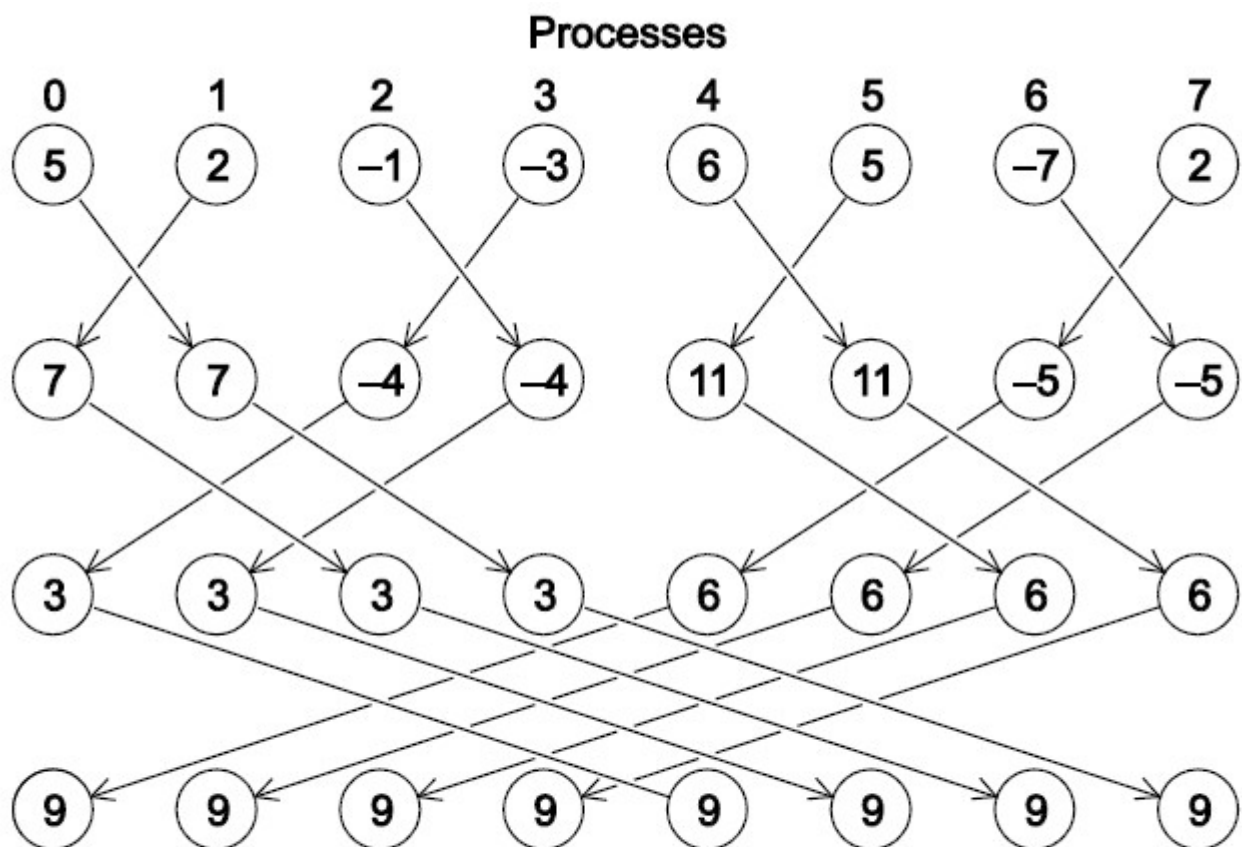 Processes
0 1 2 3 4 5 6 7
5 2 –1 –3 6 5 –7 2
7 7 –4 –4 11 11 –5 –5
3 3 3 3 6 6 6 6
9 9 9 9 9 9 9 9